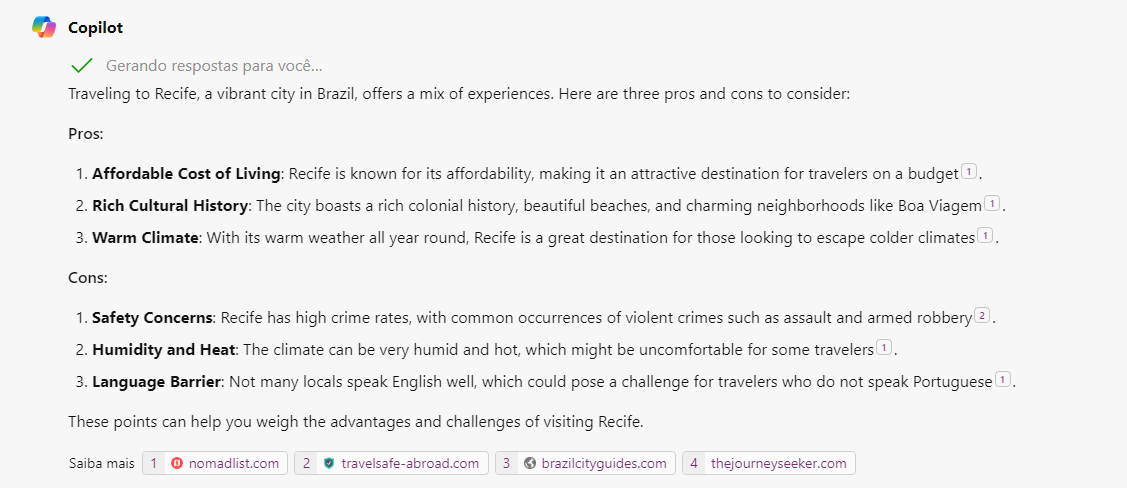 Copilot
Gerando respostas para você...
Traveling to Recife, a vibrant city in Brazil, offers a mix of experiences. Here are three pros and cons to consider:
Pros:
1. Affordable Cost of Living: Recife is known for its affordability, making it an attractive destination for travelers on a budget 1 .
2. Rich Cultural History: The city boasts a rich colonial history, beautiful beaches, and charming neighborhoods like Boa Viagem 1 .
3. Warm Climate: With its warm weather all year round, Recife is a great destination for those looking to escape colder climates 1 .
Cons:
1. Safety Concerns: Recife has high crime rates, with common occurrences of violent crimes such as assault and armed robbery 2 .
2. Humidity and Heat: The climate can be very humid and hot, which might be uncomfortable for some travelers 1 .
3. Language Barrier: Not many locals speak English well, which could pose a challenge for travelers who do not speak Portuguese 1 .
These points can help you weigh the advantages and challenges of visiting Recife.
Saiba mais 1 nomadlist.com 2 travelsafe-abroad.com 3 brazilcityguides.com 4 thejourneyseeker.com